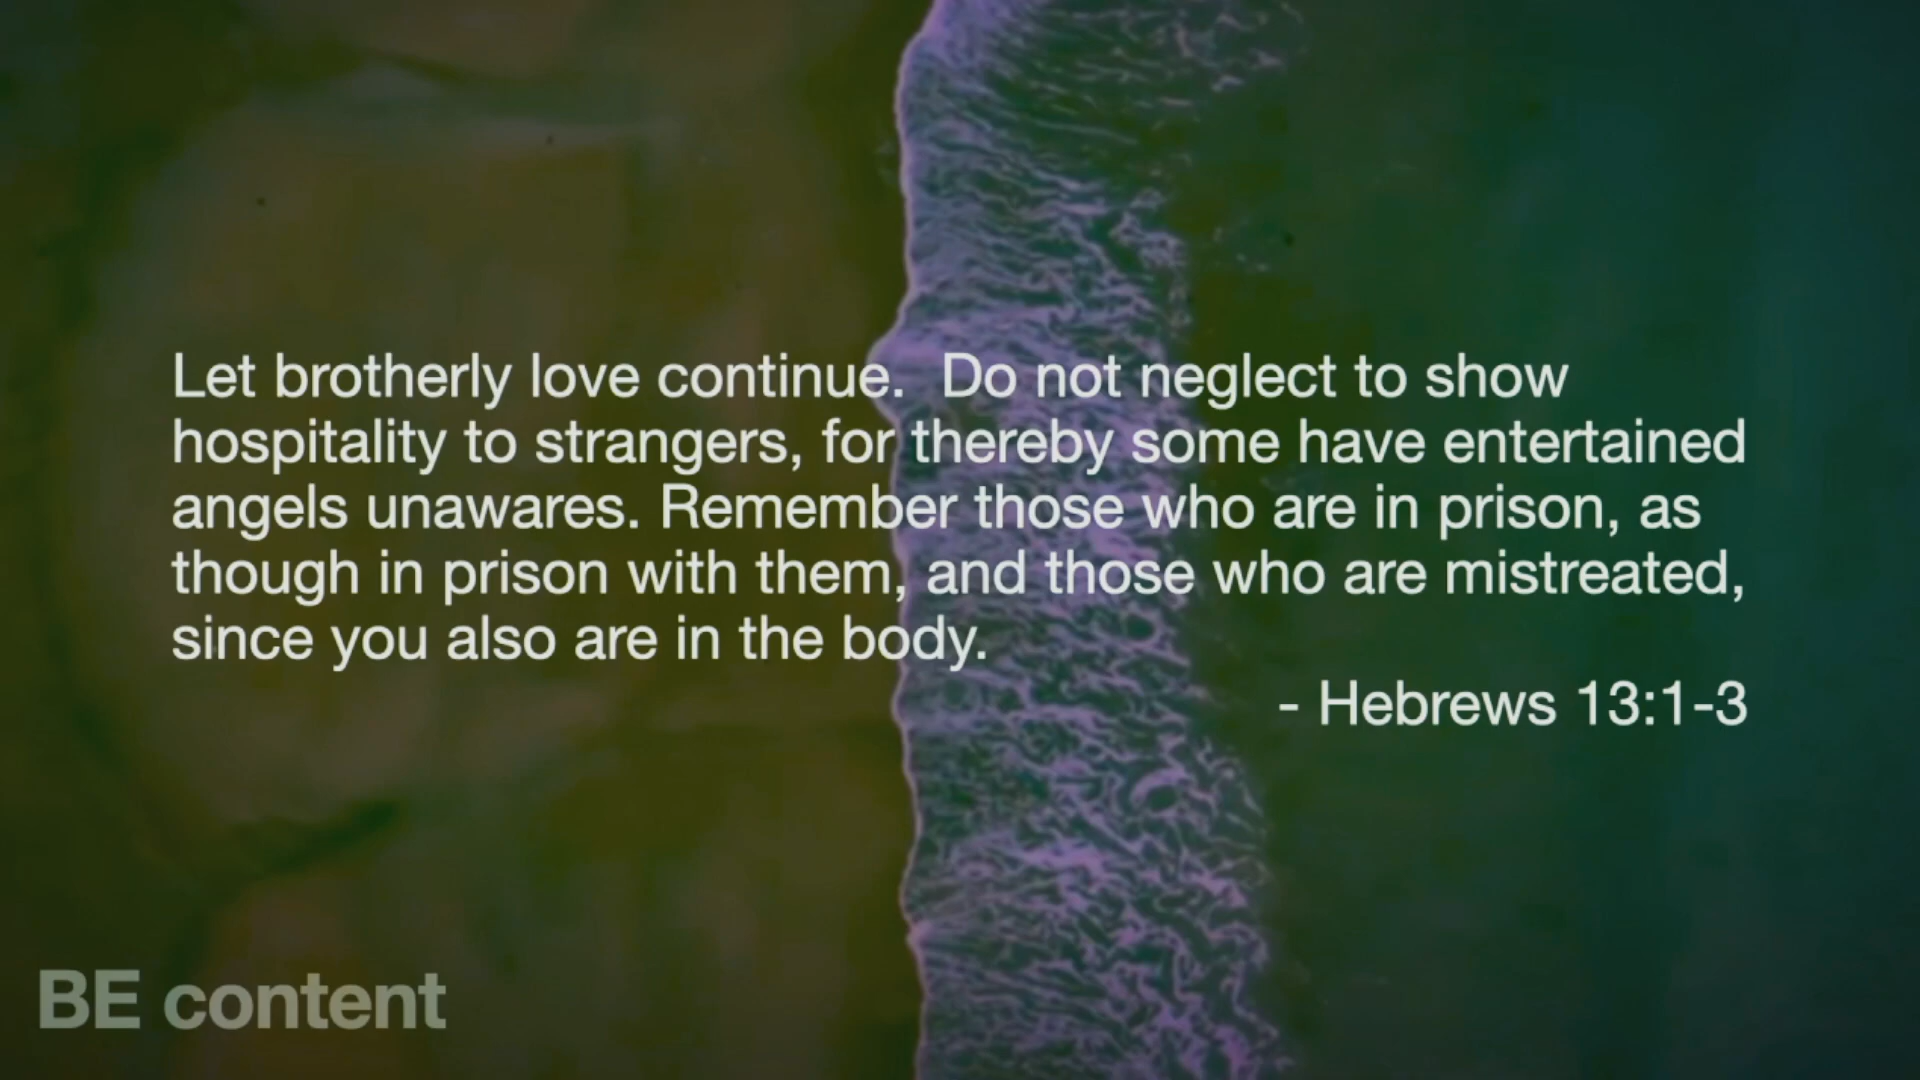 Let brotherly love continue.  Do not neglect to show
hospitality to strangers, for thereby some have entertained
angels unawares. Remember those who are in prison, as
though in prison with them, and those who are mistreated,
since you also are in the body.
- Hebrews 13:1-3
BE content